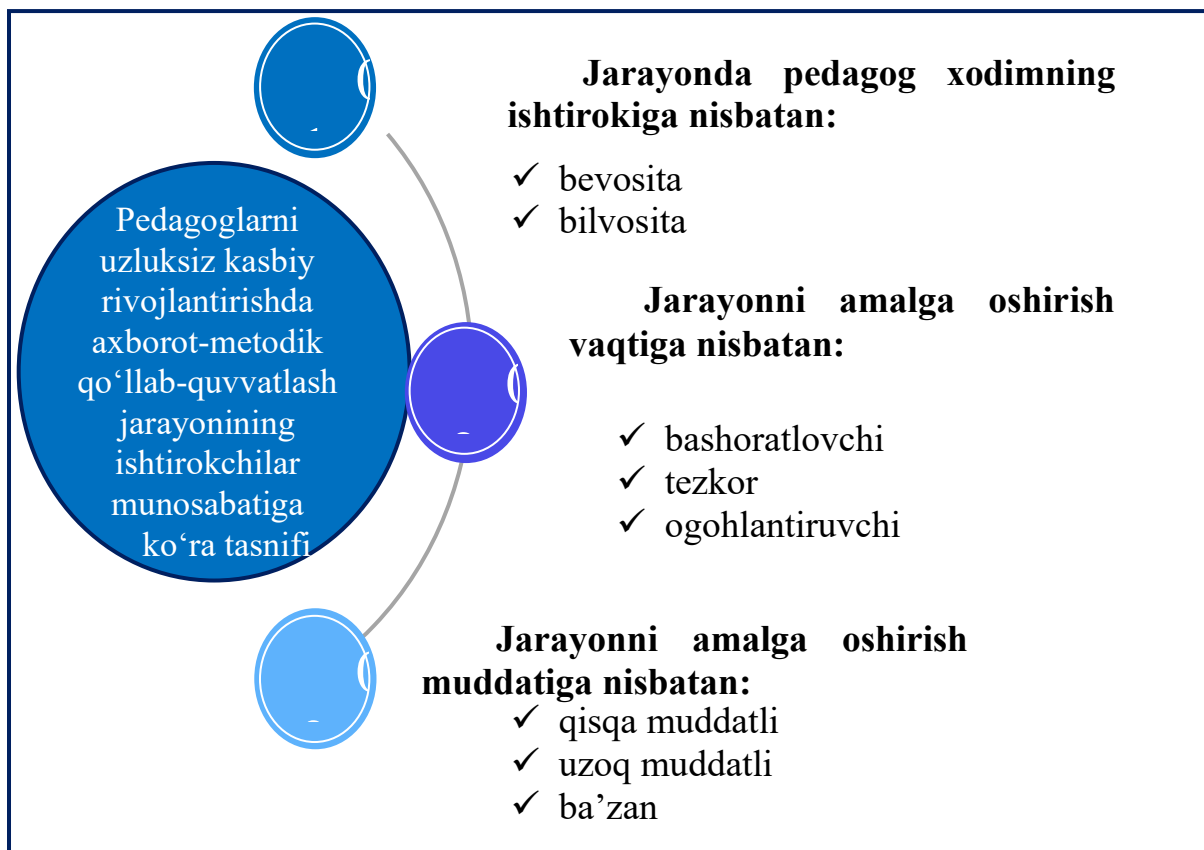 Pedagoglarni
uzluksiz kasbiy
rivojlantirishda
axborot-metodik
qo‘llab-quvvatlash
jarayonining
ishtirokchilar
munosabatiga
ko‘ra tasnifi
Jarayonda pedagog xodimning
ishtirokiga nisbatan:
✓ bevosita
✓ bilvosita
Jarayonni amalga oshirish
vaqtiga nisbatan:
✓ bashoratlovchi
✓ tezkor
✓ ogohlantiruvchi
Jarayonni amalga oshirish
muddatiga nisbatan:
✓ qisqa muddatli
✓ uzoq muddatli
✓ ba’zan